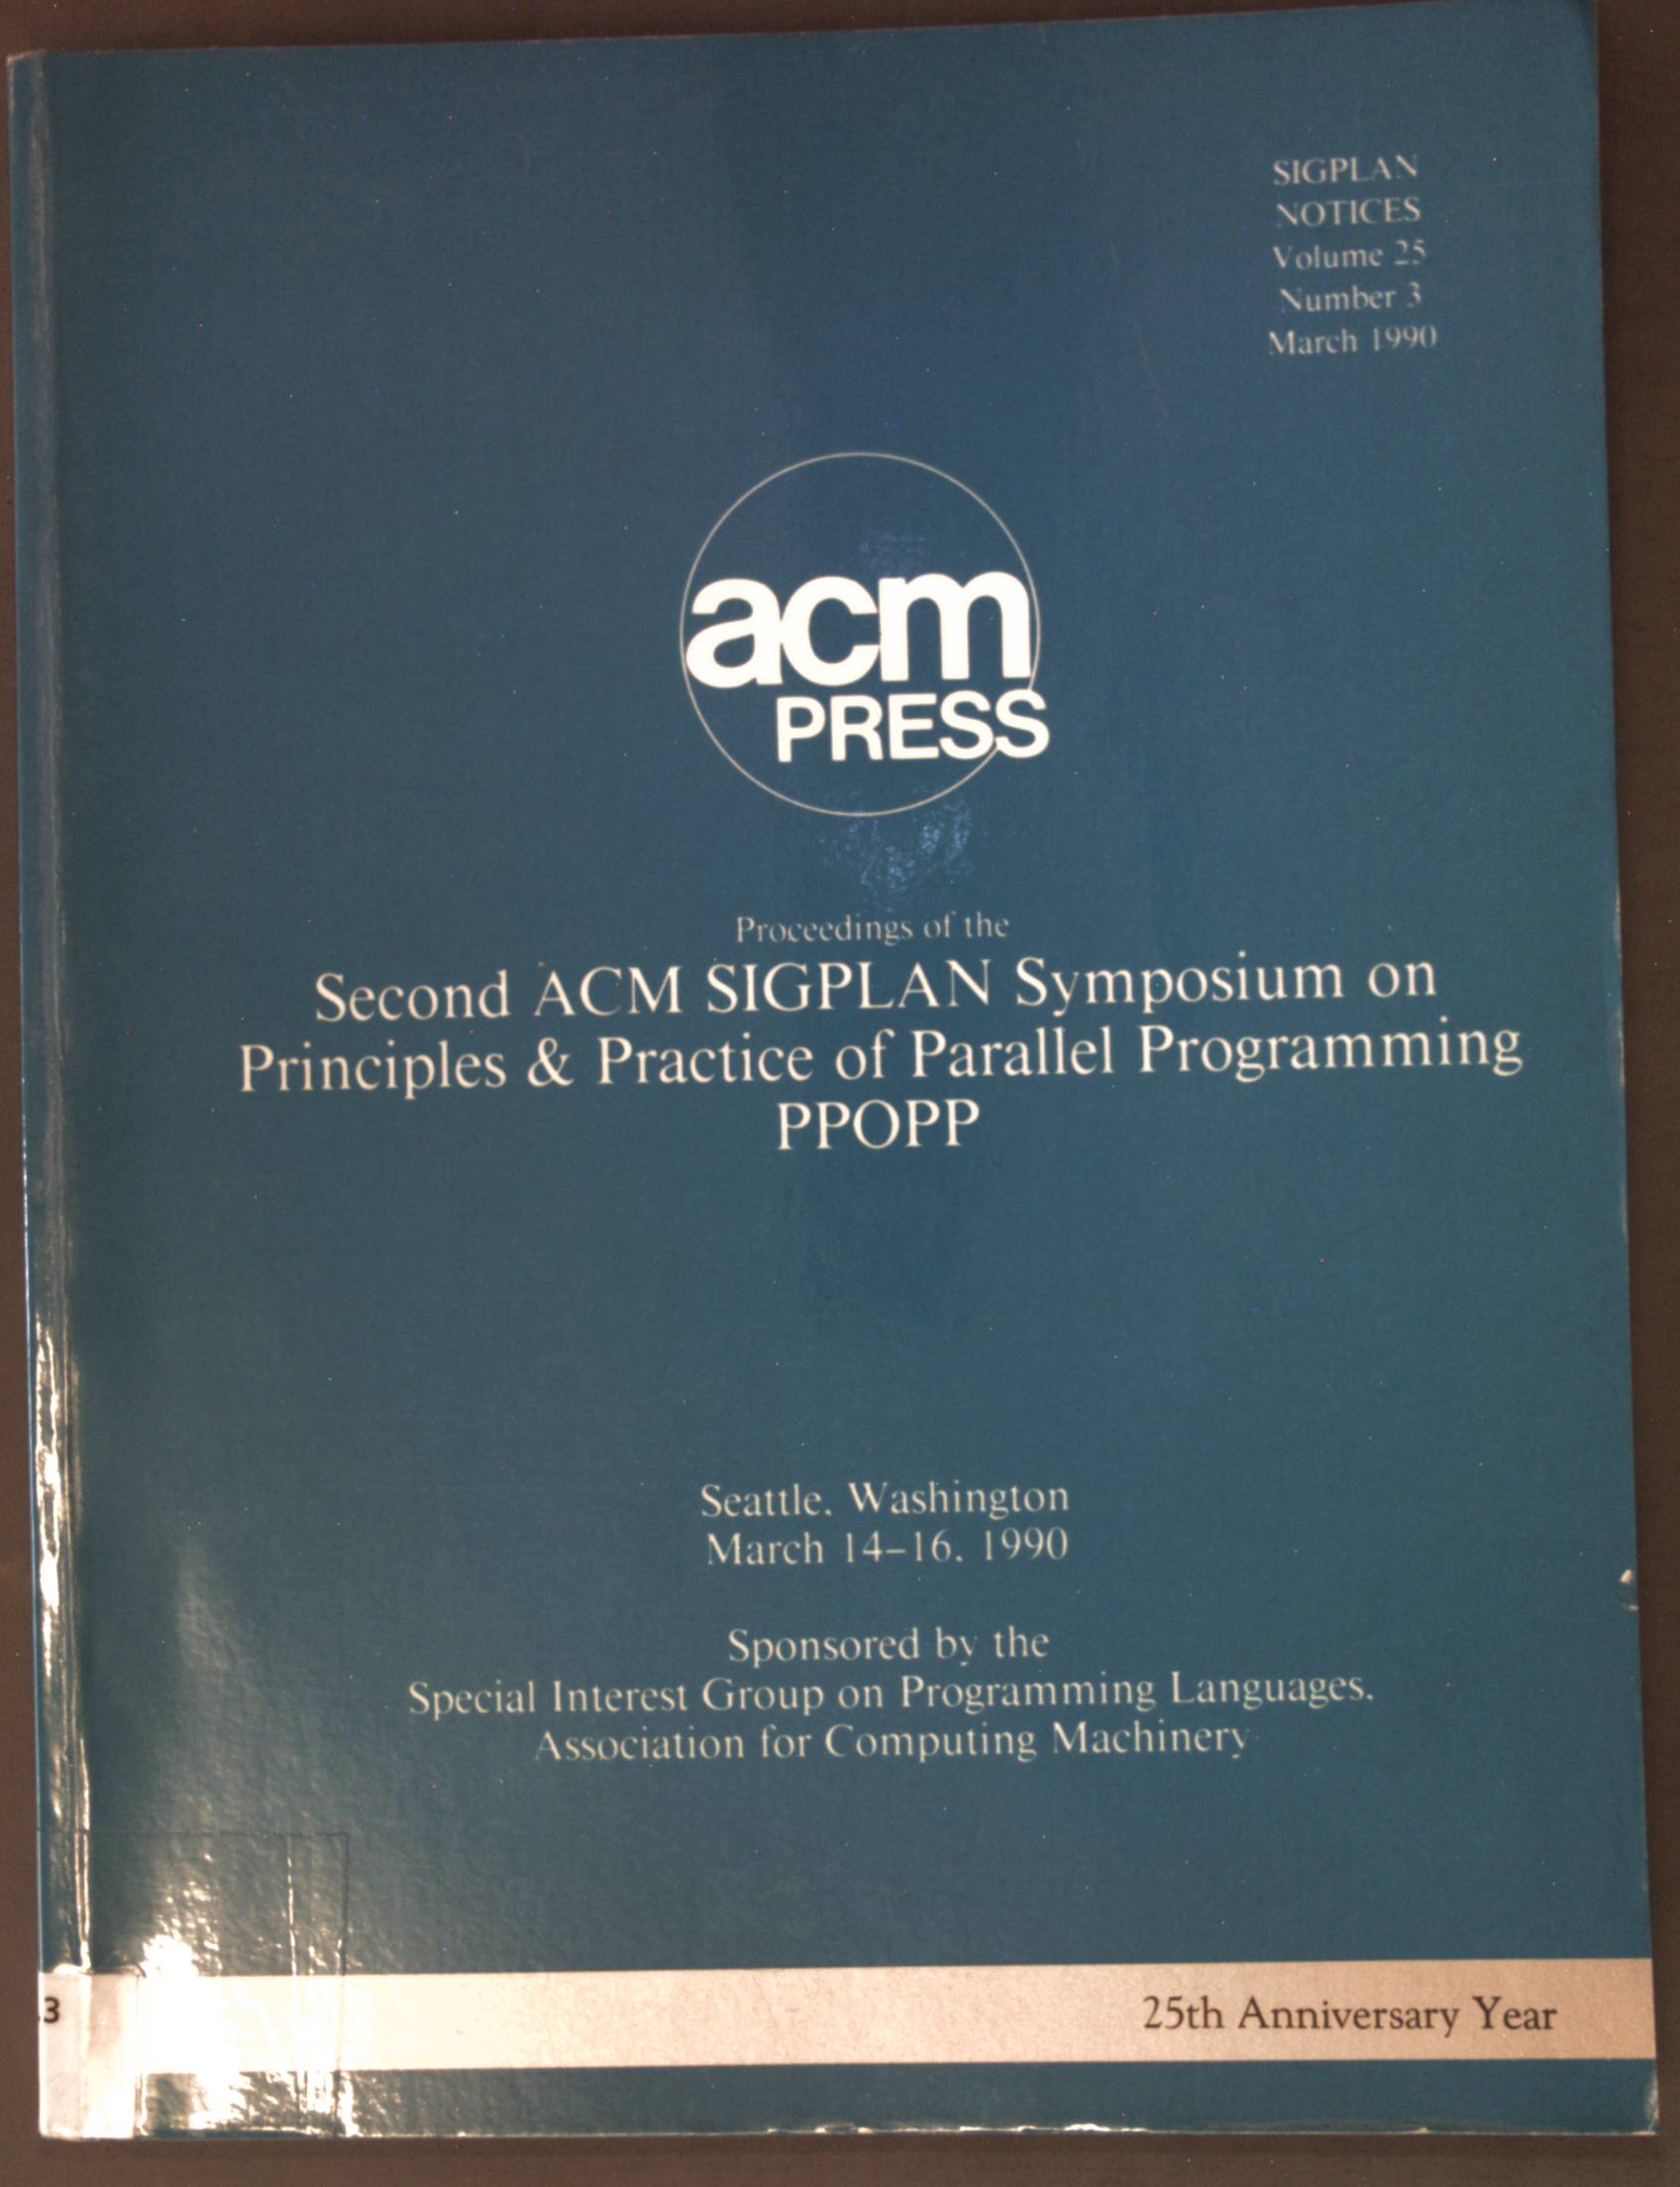 SIGPLAN
NOTICES
Volume 25
Number 3
March 1990
acm
PRESS
Proceedings of the
Second ACM SIGPLAN Symposium on
Principles & Practice of Parallel Programming
PPOPP
Seattle, Washington
March 14–16, 1990
Sponsored by the
Special Interest Group on Programming Languages,
Association for Computing Machinery
3
25th Anniversary Year